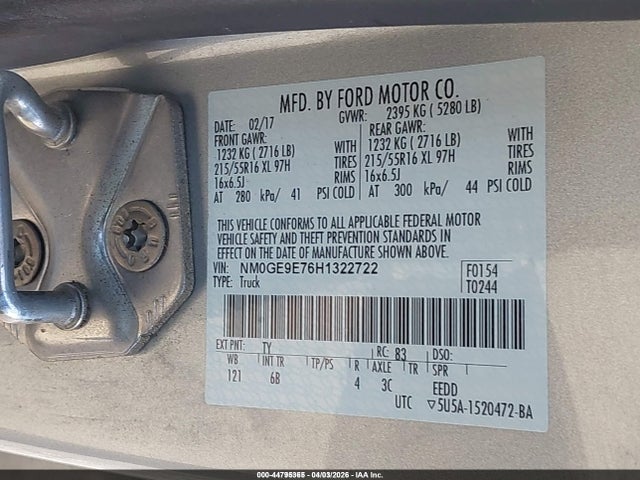 MFD. BY FORD MOTOR CO.
DATE: 02/17 GVWR: 2395 KG ( 5280 LB)
FRONT GAWR: REAR GAWR:
1232 KG ( 2716 LB) WITH 1232 KG ( 2716 LB) WITH
215/55R16 XL 97H TIRES 215/55R16 XL 97H TIRES
16x6.5J RIMS 16x6.5J RIMS
AT 280 kPa/ 41 PSI COLD AT 300 kPa/ 44 PSI COLD
THIS VEHICLE CONFORMS TO ALL APPLICABLE FEDERAL MOTOR
VEHICLE SAFETY AND THEFT PREVENTION STANDARDS IN
EFFECT ON THE DATE OF MANUFACTURE SHOWN ABOVE.
VIN: NM0GE9E76H1322722 F0154
TYPE: Truck T0244
EXT PNT: TY RC: 83 DSO:
WB INT TR TP/PS R AXLE TR SPR
121 6B 4 3C EEDD
UTC ▽5U5A-1520472-BA
000-44795365 - 04/03/2026 - IAA Inc.